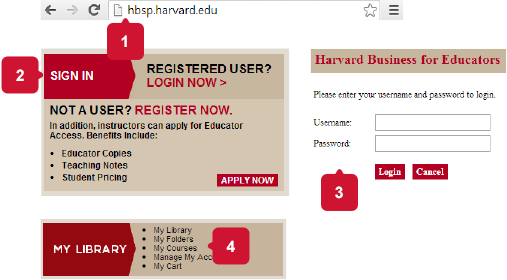 hbsp.harvard.edu
1
2
SIGN IN
REGISTERED USER?
LOGIN NOW >
NOT A USER? REGISTER NOW.
In addition, instructors can apply for Educator
Access. Benefits include:
• Educator Copies
• Teaching Notes
• Student Pricing
APPLY NOW
Harvard Business for Educators
Please enter your username and password to login.
Username:
Password:
Login Cancel
3
MY LIBRARY
• My Library
• My Folders
• My Courses
• Manage My
• My Cart
4